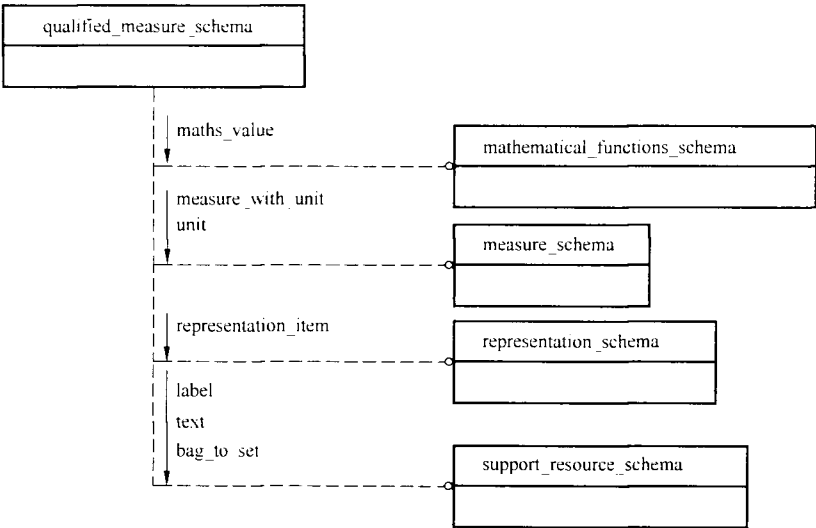 qualified_measure_schema
maths_value
mathematical_functions_schema
measure_with_unit
unit
measure_schema
representation_item
representation_schema
label
text
bag_to_set
support_resource_schema